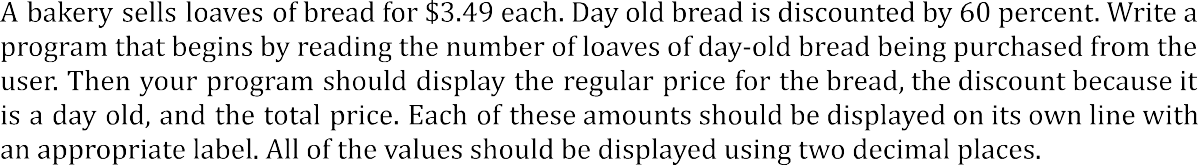 A bakery sells loaves of bread for $3.49 each. Day old bread is discounted by 60 percent. Write a
program that begins by reading the number of loaves of day-old bread being purchased from the
user. Then your program should display the regular price for the bread, the discount because it
is a day old, and the total price. Each of these amounts should be displayed on its own line with
an appropriate label. All of the values should be displayed using two decimal places.